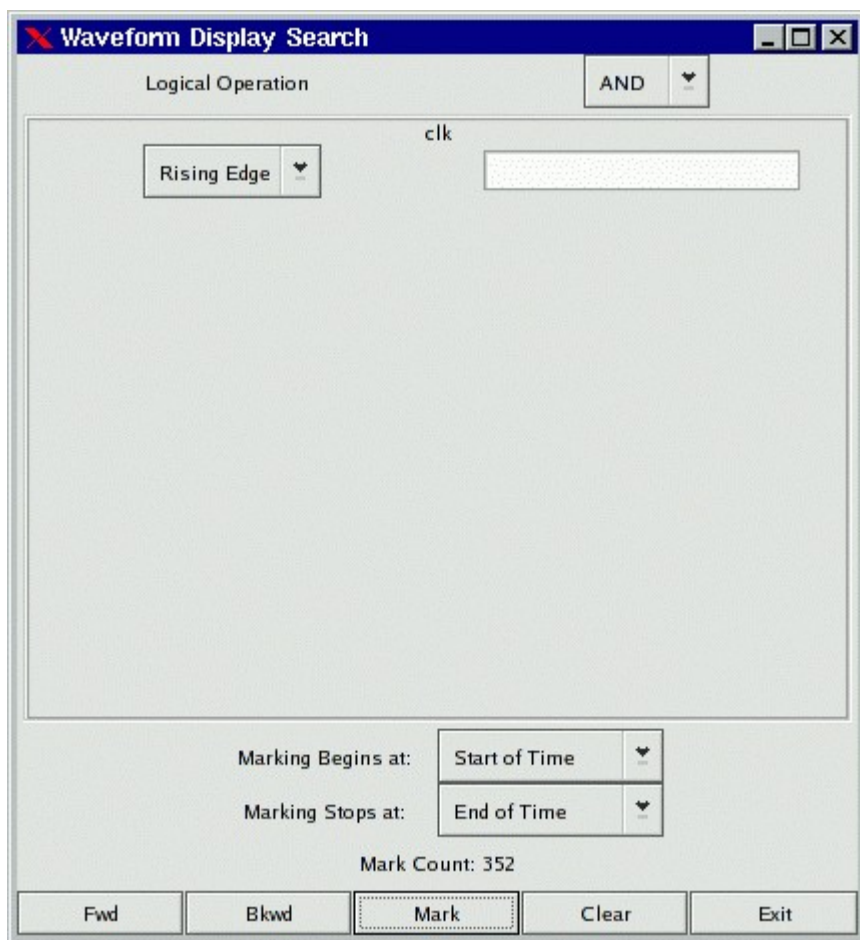 Waveform Display Search
Logical Operation AND
clk
Rising Edge
Marking Begins at: Start of Time
Marking Stops at: End of Time
Mark Count: 352
Fwd Bkwd Mark Clear Exit